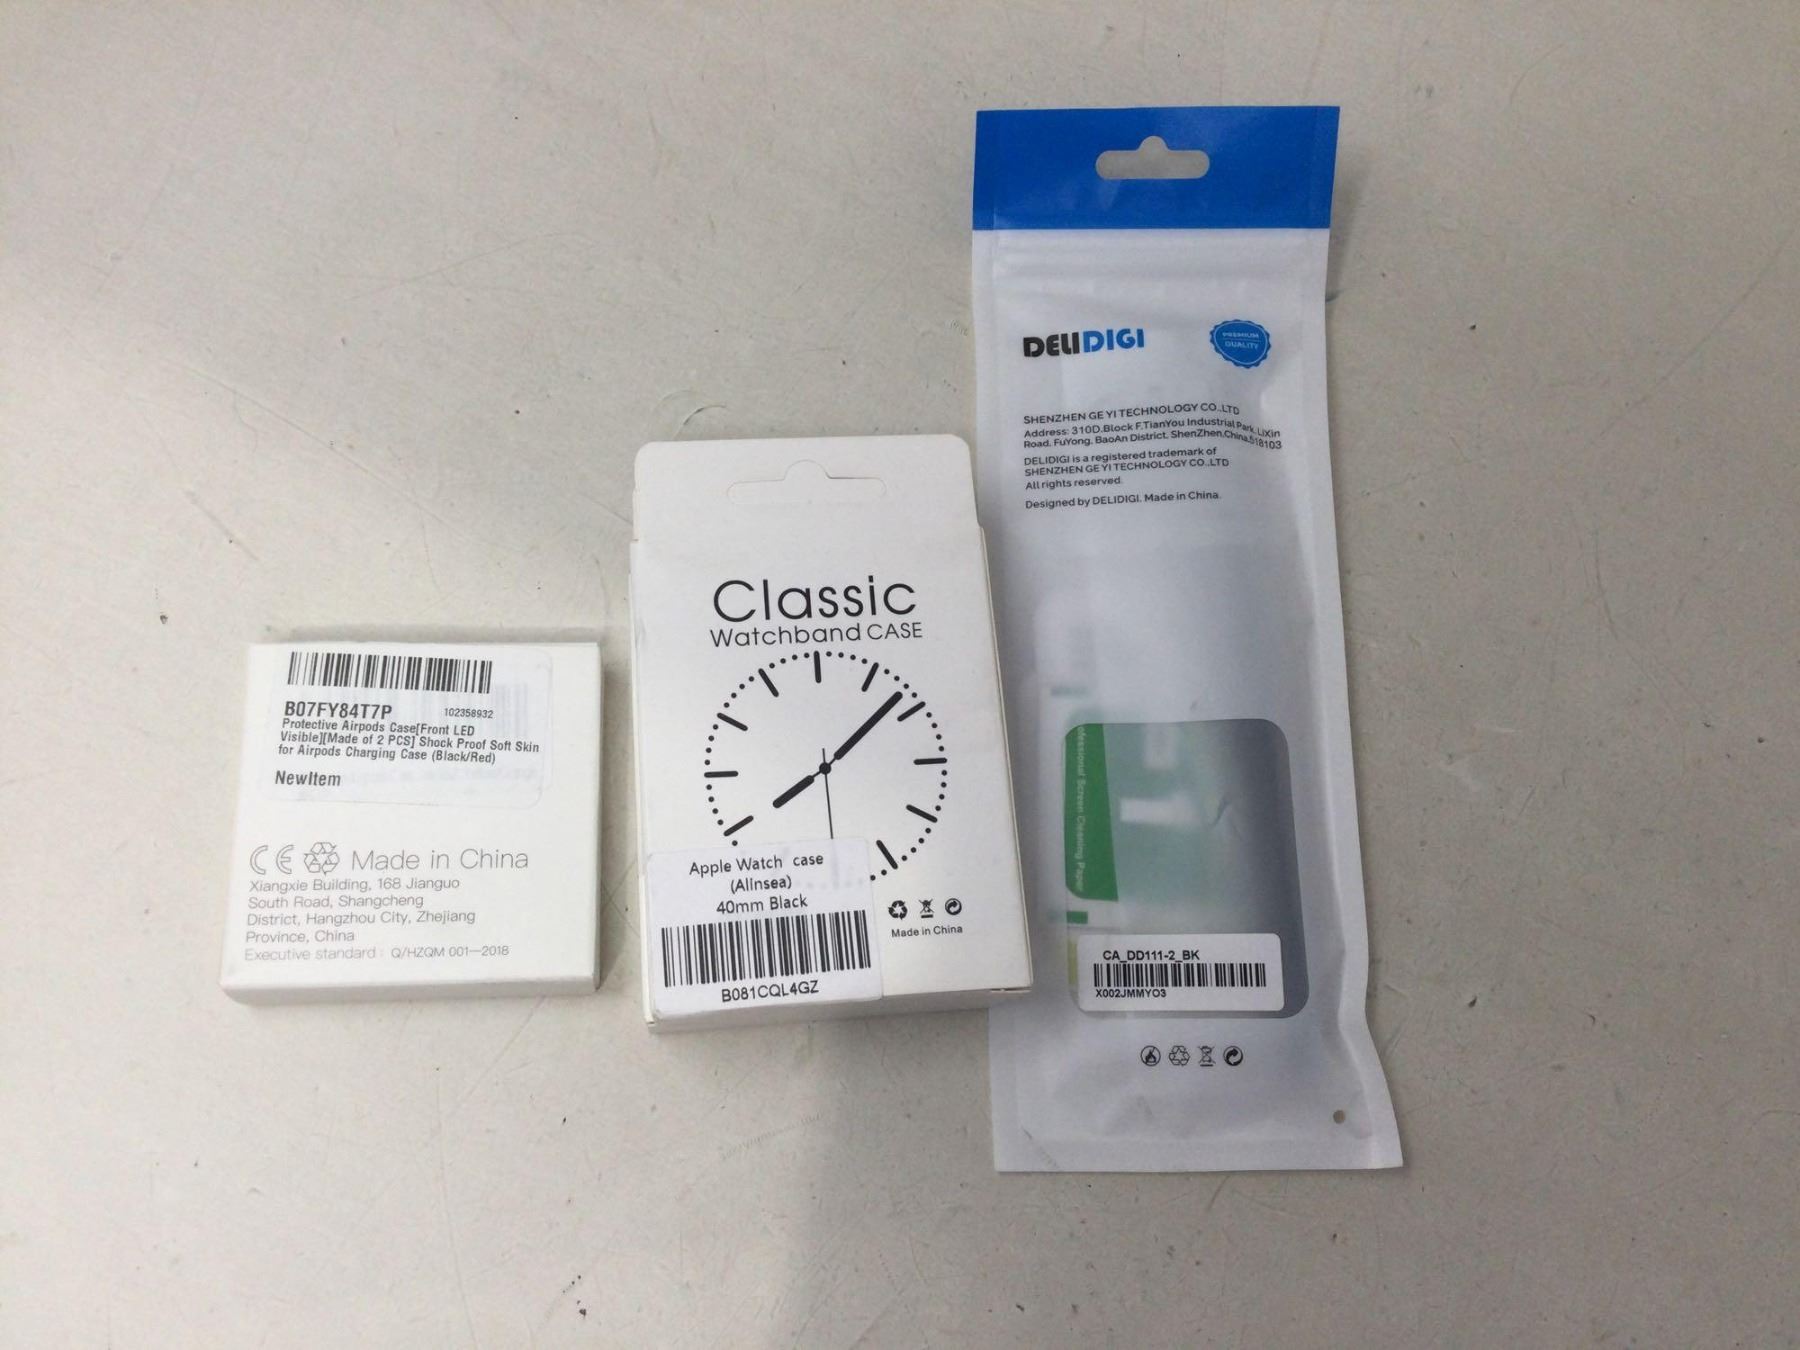 B07FY84T7P 102358932
Protective Airpods Case[Front LED
Visible][Made of 2 PCS] Shock Proof Soft Skin
for Airpods Charging Case (Black/Red)
NewItem
CE Made in China
Xiangxie Building, 168 Jianguo
South Road, Shangcheng
District, Hangzhou City, Zhejiang
Province, China
Executive standard : Q/HZQM 001—2018
Classic
Watchband CASE
Apple Watch case
(Alinsea)
40mm Black
B081CQL4GZ
Made in China
DELIDIGI
PREMIUM
QUALITY
SHENZHEN GE YI TECHNOLOGY CO.,LTD
Address: 310D,Block F,TianYou Industrial Park, LiXin
Road, FuYong, BaoAn District, ShenZhen,China,518103
DELIDIGI is a registered trademark of
SHENZHEN GE YI TECHNOLOGY CO.,LTD
All rights reserved.
Designed by DELIDIGI. Made in China.
Screen Cleaning Paper
CA_DD111-2_BK
X002JMMYO3